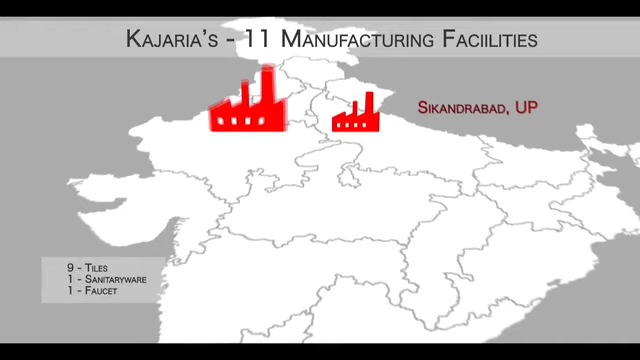 Kajaria's - 11 Manufacturing Faciilities
Sikandrabad, UP
9 - Tiles
1 - Sanitaryware
1 - Faucet